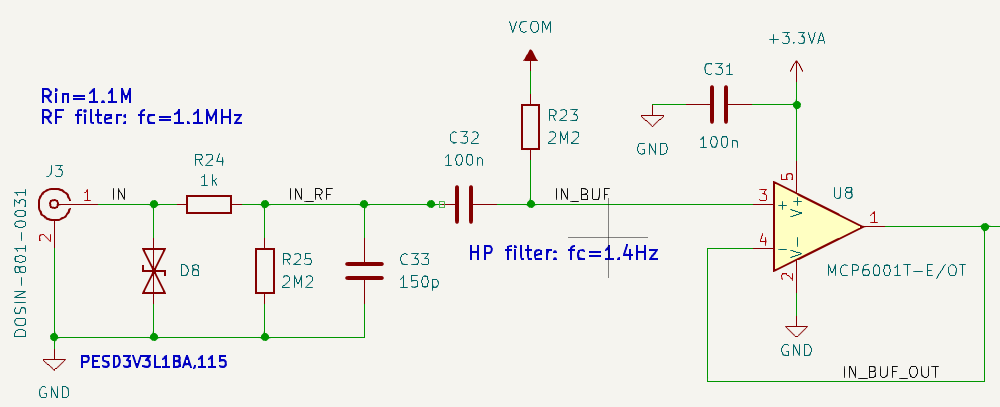 VCOM
+3.3VA
Rin=1.1M
RF filter: fc=1.1MHz
C31
100n
GND
R23
2M2
C32
100n
J3
R24
1k
IN
IN_RF
IN_BUF
1
2
DOSIN-801-0031
D8
R25
2M2
C33
150p
HP filter: fc=1.4Hz
3
4
5
2
1
+
-
V+
V-
U8
MCP6001T-E/OT
GND
PESD3V3L1BA,115
GND
IN_BUF_OUT